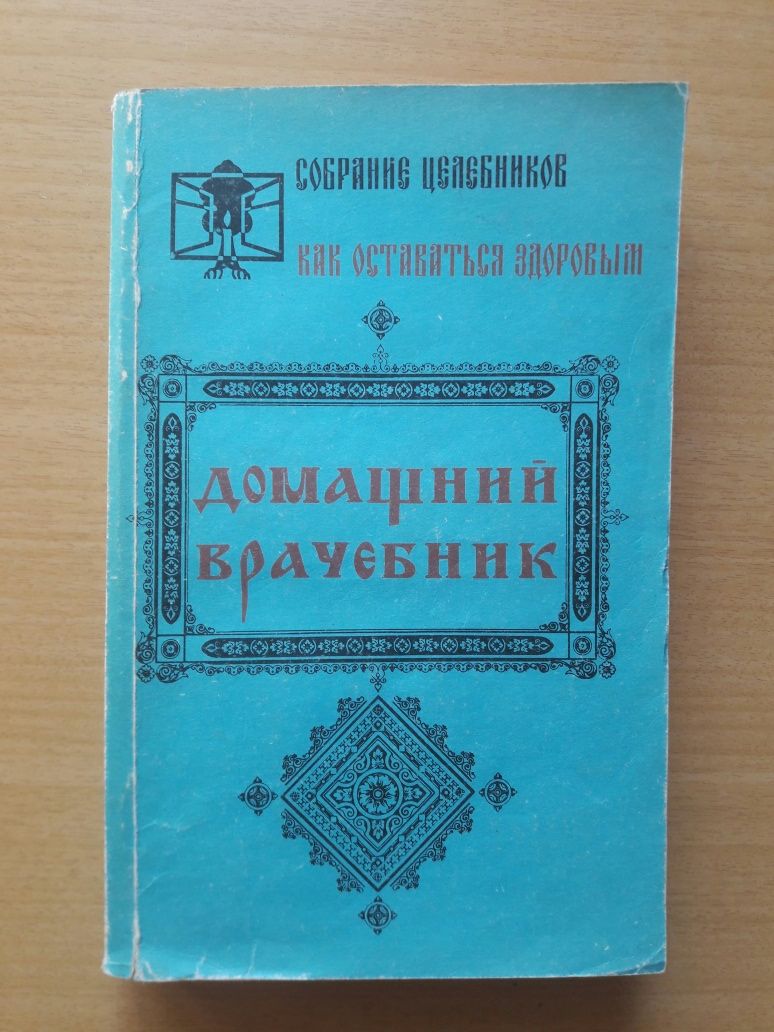 СОБРАНИЕ ЦЕЛЕБНИКОВ
КАК ОСТАВАТЬСЯ ЗДОРОВЫМ
ДОМАШНИЙ
ВРАЧЕБНИК